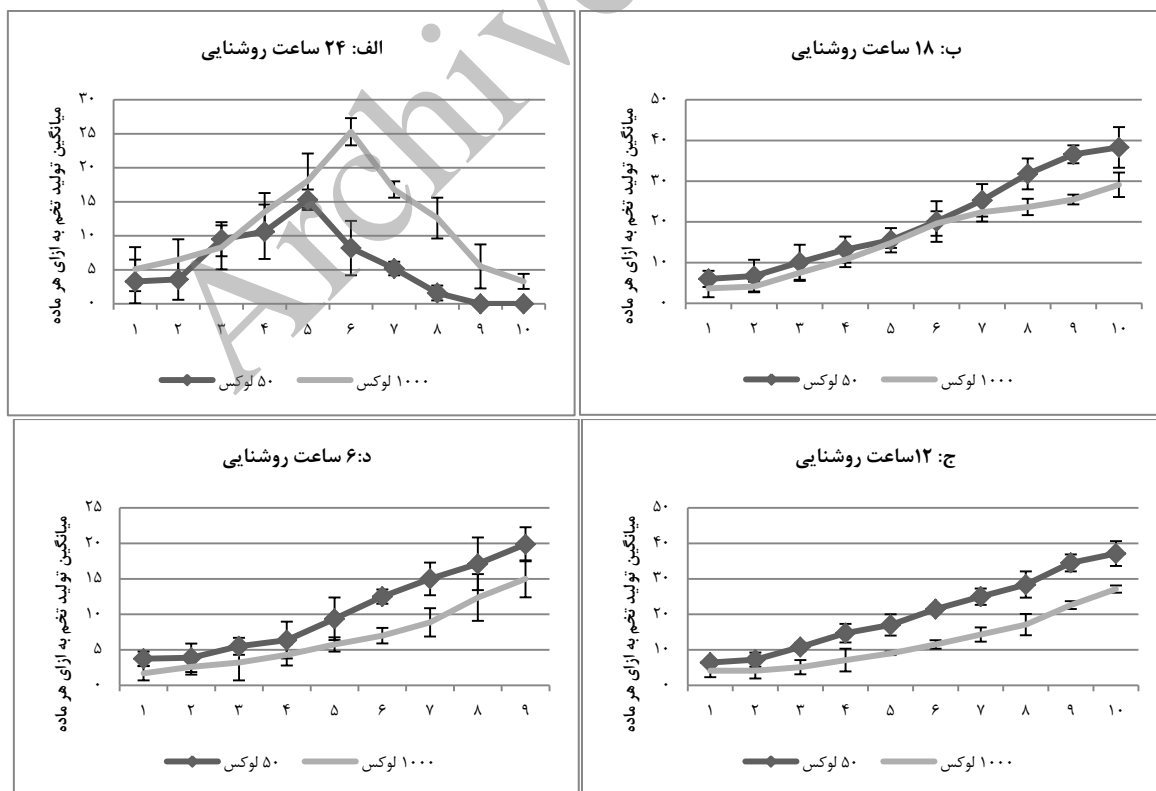 الف: ۲۴ ساعت روشنایی
میانگین تولید تخم به ازای هر ماده
۳۰
۲۵
۲۰
۱۵
۱۰
۵
۰
۱ ۲ ۳ ۴ ۵ ۶ ۷ ۸ ۹ ۱۰
۵۰ لوکس
۱۰۰۰ لوکس
ب: ۱۸ ساعت روشنایی
میانگین تولید تخم به ازای هر ماده
۵۰
۴۰
۳۰
۲۰
۱۰
۰
۱ ۲ ۳ ۴ ۵ ۶ ۷ ۸ ۹ ۱۰
۵۰ لوکس
۱۰۰۰ لوکس
ج: ۱۲ساعت روشنایی
میانگین تولید تخم به ازای هر ماده
۵۰
۴۰
۳۰
۲۰
۱۰
۰
۱ ۲ ۳ ۴ ۵ ۶ ۷ ۸ ۹ ۱۰
۵۰ لوکس
۱۰۰۰ لوکس
د:۶ ساعت روشنایی
میانگین تولید تخم به ازای هر ماده
۲۵
۲۰
۱۵
۱۰
۵
۰
۱ ۲ ۳ ۴ ۵ ۶ ۷ ۸ ۹
۵۰ لوکس
۱۰۰۰ لوکس
Archive